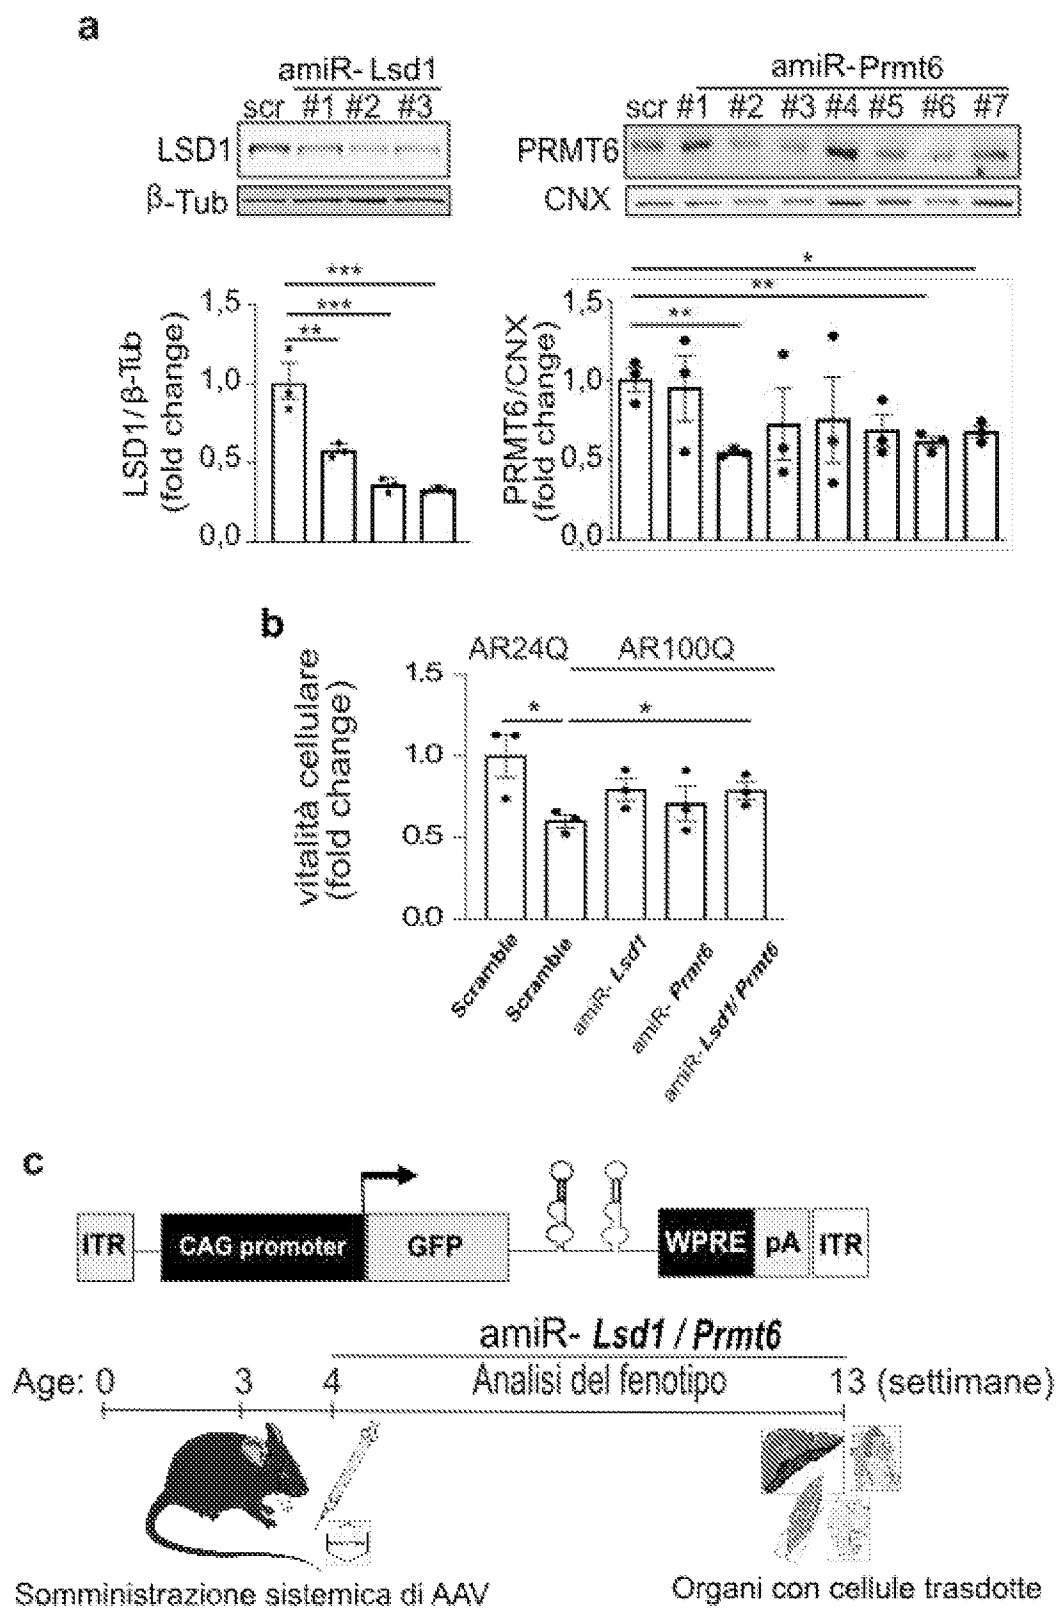 a
amiR- Lsd1
scr #1 #2 #3
LSD1
β-Tub
amiR-Prmt6
scr #1 #2 #3 #4 #5 #6 #7
PRMT6
CNX
LSD1/β-Tub
(fold change)
1,5
1,0
0,5
0,0
***
***
**
PRMT6/CNX
(fold change)
1,5
1,0
0,5
0,0
*
**
**
b
AR24Q AR100Q
vitalità cellulare
(fold change)
1.5
1.0
0.5
0.0
* *
Scramble
Scramble
amiR- Lsd1
amiR- Prmt6
amiR- Lsd1/ Prmt6
c
ITR CAG promoter GFP WPRE pA ITR
amiR- Lsd1 / Prmt6
Age: 0 3 4 Analisi del fenotipo 13 (settimane)
Somministrazione sistemica di AAV
Organi con cellule trasdotte